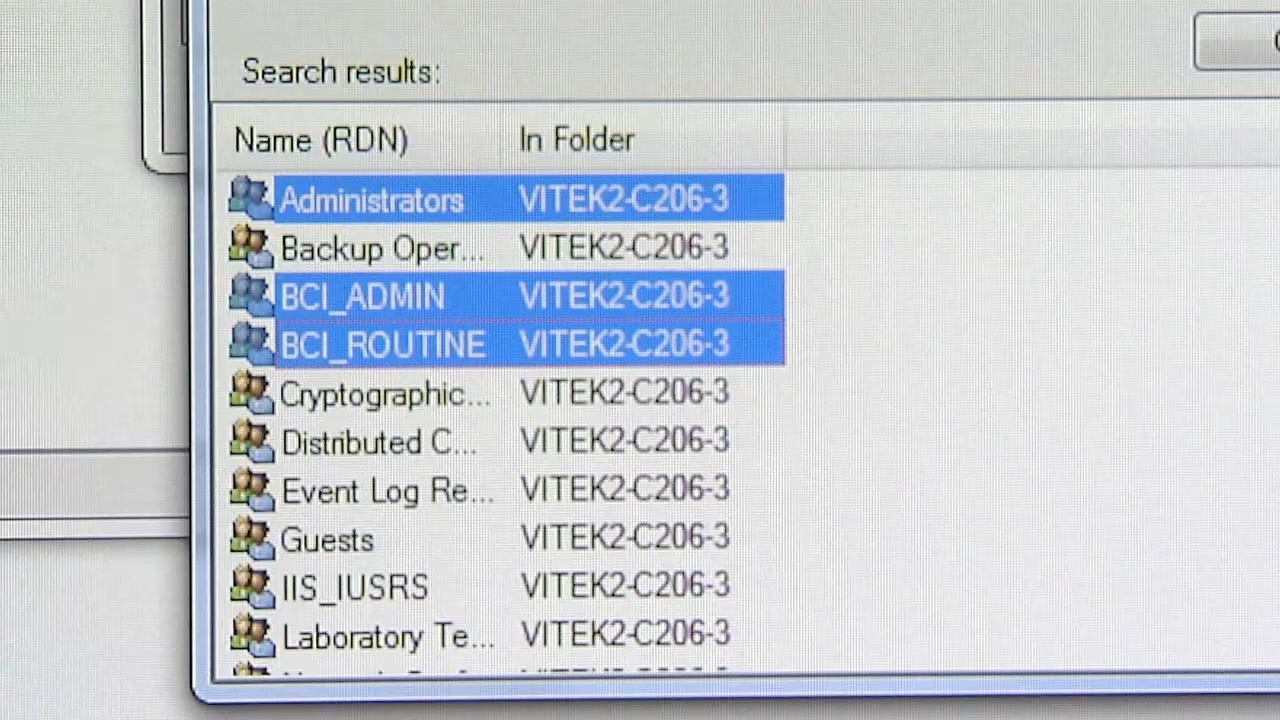 Search results:
Name (RDN) In Folder
Administrators VITEK2-C206-3
Backup Oper... VITEK2-C206-3
BCI_ADMIN VITEK2-C206-3
BCI_ROUTINE VITEK2-C206-3
Cryptographic... VITEK2-C206-3
Distributed C... VITEK2-C206-3
Event Log Re... VITEK2-C206-3
Guests VITEK2-C206-3
IIS_IUSRS VITEK2-C206-3
Laboratory Te... VITEK2-C206-3